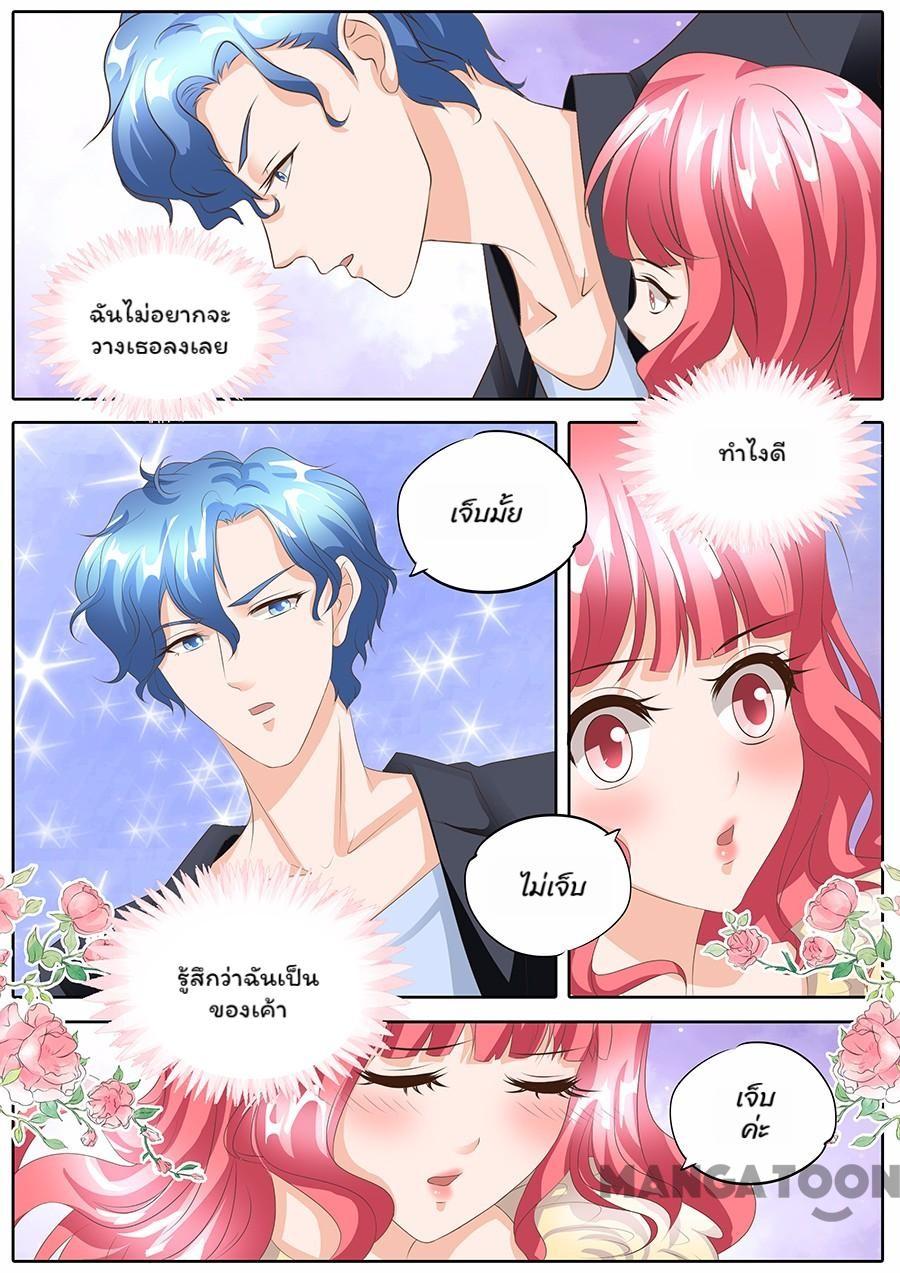 ฉันไม่อยากจะ
วางเธอลงเลย
ทำไงดี
เจ็บมั้ย
ไม่เจ็บ
รู้สึกว่าฉันเป็น
ของเค้า
เจ็บ
ค่ะ
MANGATOON